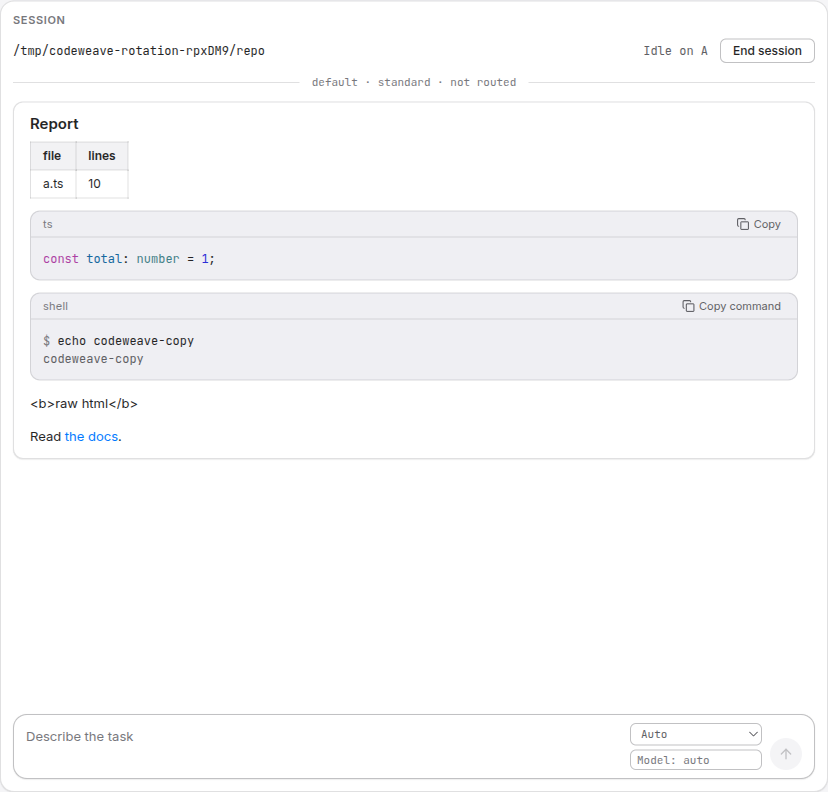 SESSION
/tmp/codeweave-rotation-rpxDM9/repo
Idle on A
End session
default · standard · not routed
Report
file lines
a.ts 10
ts
Copy
const total: number = 1;
shell
Copy command
$ echo codeweave-copy
codeweave-copy
<b>raw html</b>
Read the docs.
Describe the task
Auto
Model: auto